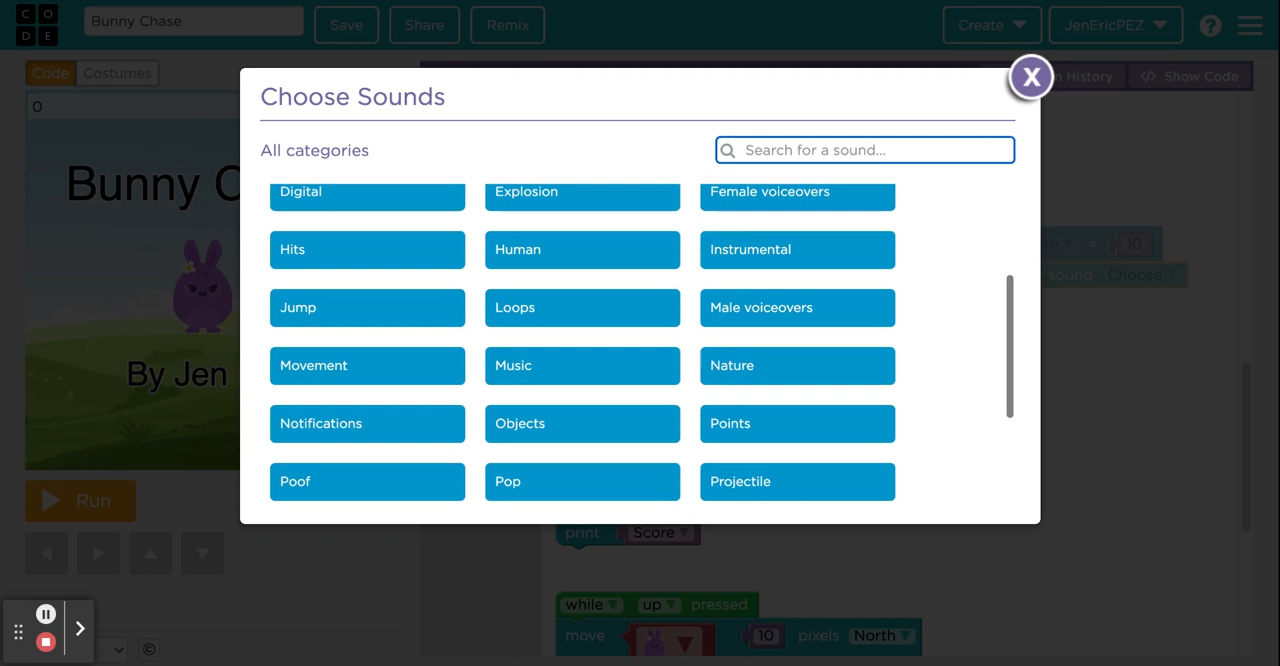 C O
D E
Bunny Chase
Save
Share
Remix
Create
JenEricPEZ
?
Code
Costumes
n History
</> Show Code
0
Bunny C
By Jen
Run
Choose Sounds
X
All categories
Search for a sound...
Digital
Explosion
Female voiceovers
Hits
Human
Instrumental
Jump
Loops
Male voiceovers
Movement
Music
Nature
Notifications
Objects
Points
Poof
Pop
Projectile
= 10
sound Choose
print Score
while up pressed
move 10 pixels North
©